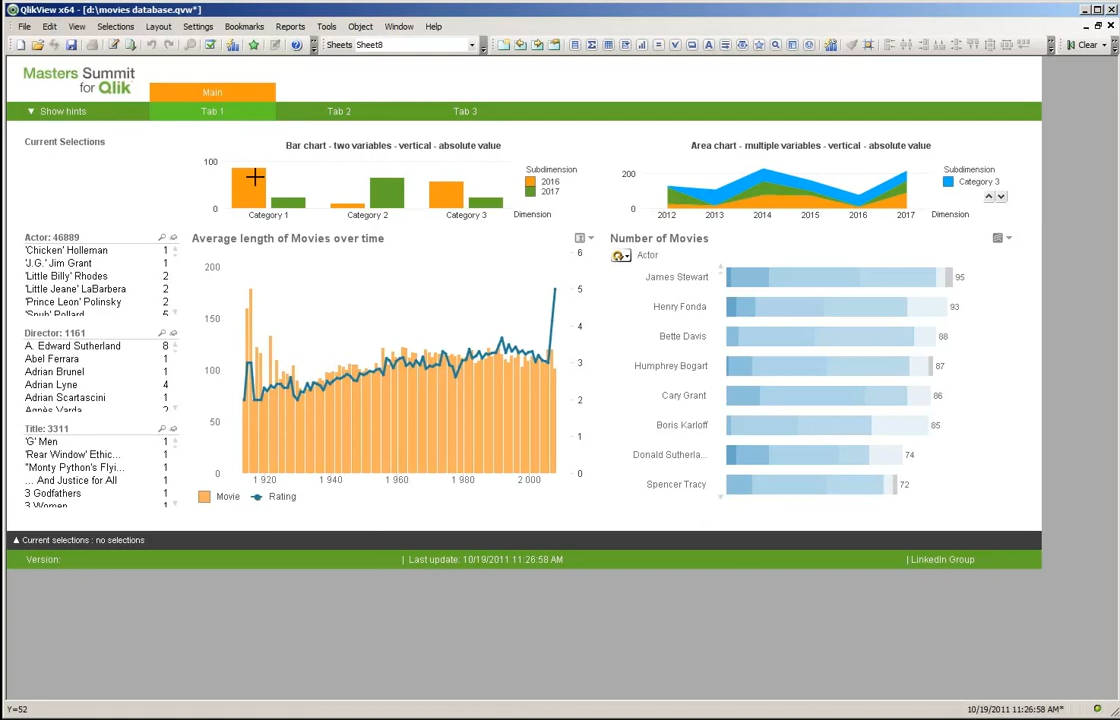 QlikView x64 - [d:\movies database.qvw*]
File Edit View Selections Layout Settings Bookmarks Reports Tools Object Window Help
Sheets Sheet8 Clear
Masters Summit
for Qlik
Main
▼ Show hints Tab 1 Tab 2 Tab 3
Current Selections
Bar chart - two variables - vertical - absolute value
100
0
Category 1 Category 2 Category 3 Dimension
Subdimension
2016
2017
Area chart - multiple variables - vertical - absolute value
200
0
2012 2013 2014 2015 2016 2017 Dimension
Subdimension
Category 3
Actor: 46889
'Chicken' Holleman 1
'J.G.' Jim Grant 1
'Little Billy' Rhodes 2
'Little Jeane' LaBarbera 2
'Prince Leon' Polinsky 2
'Snub' Pollard 5
Director: 1161
A. Edward Sutherland 8
Abel Ferrara 1
Adrian Brunel 1
Adrian Lyne 4
Adrian Scartacini 1
Agnès Varda 2
Title: 3311
'G' Men 1
'Rear Window' Ethic... 1
"Monty Python's Flyi... 1
... And Justice for All 1
3 Godfathers 1
3 Women 1
Average length of Movies over time
200
150
100
50
0
6
5
4
3
2
1
0
1 920 1 940 1 960 1 980 2 000
Movie Rating
Number of Movies
Actor
James Stewart 95
Henry Fonda 93
Bette Davis 88
Humphrey Bogart 87
Cary Grant 86
Boris Karloff 85
Donald Sutherla... 74
Spencer Tracy 72
▲ Current selections : no selections
Version: | Last update: 10/19/2011 11:26:58 AM | LinkedIn Group
Y=52 10/19/2011 11:26:58 AM*